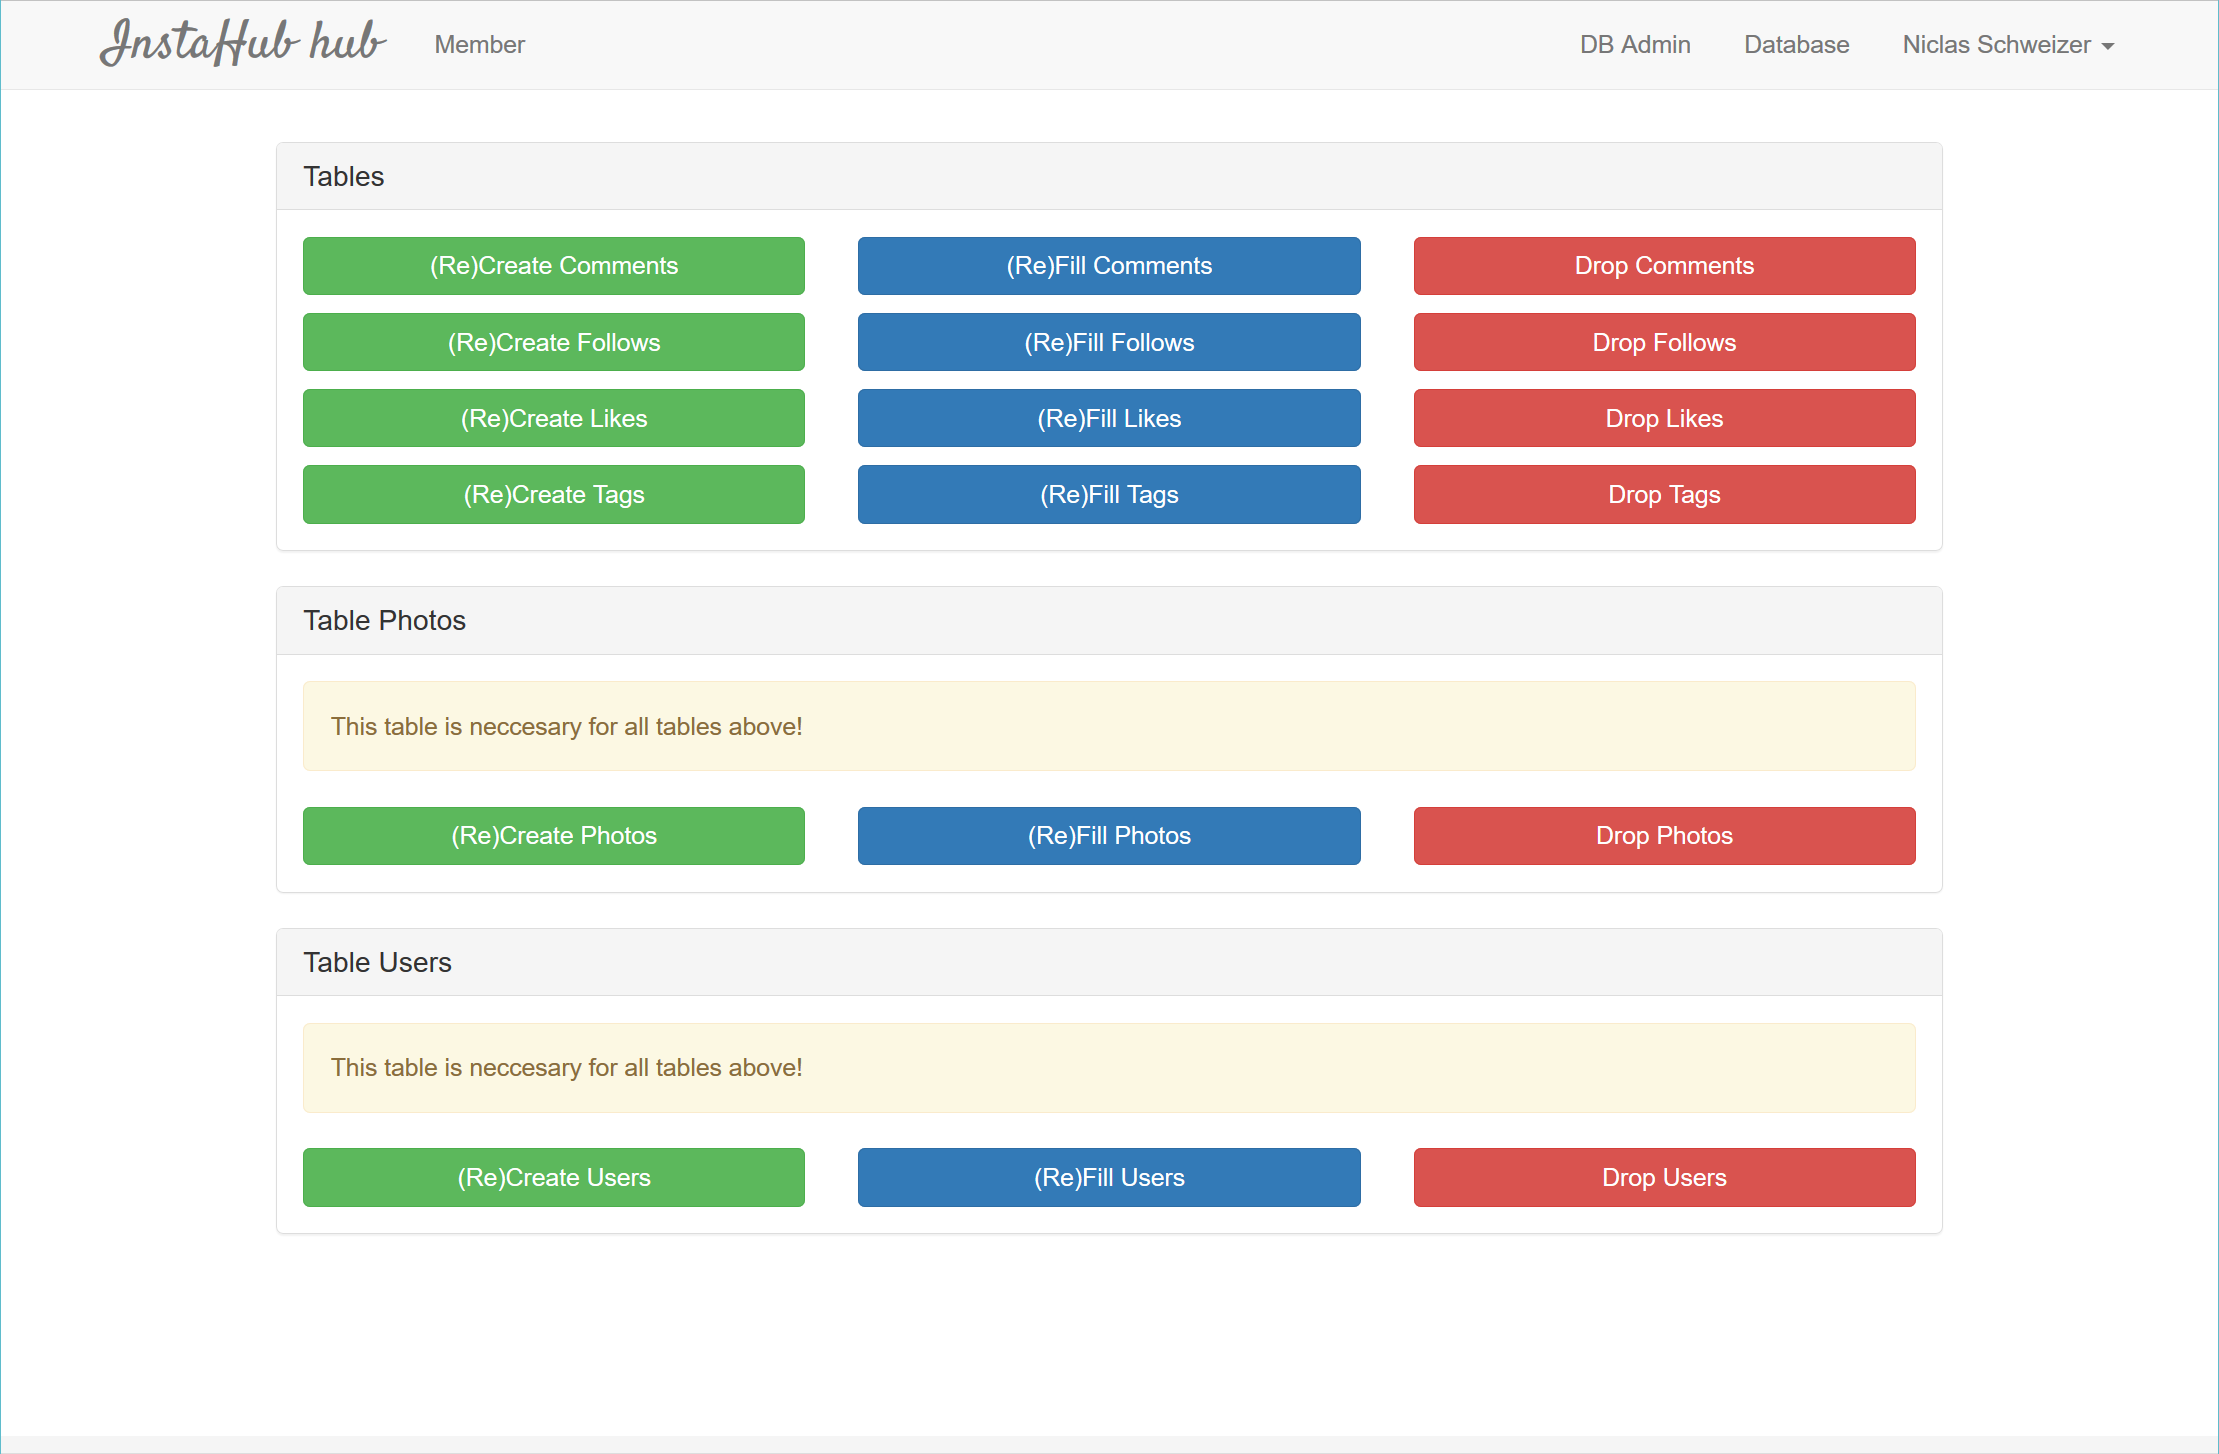 InstaHub hub Member DB Admin Database Niclas Schweizer
Tables
(Re)Create Comments (Re)Fill Comments Drop Comments
(Re)Create Follows (Re)Fill Follows Drop Follows
(Re)Create Likes (Re)Fill Likes Drop Likes
(Re)Create Tags (Re)Fill Tags Drop Tags
Table Photos
This table is neccesary for all tables above!
(Re)Create Photos (Re)Fill Photos Drop Photos
Table Users
This table is neccesary for all tables above!
(Re)Create Users (Re)Fill Users Drop Users